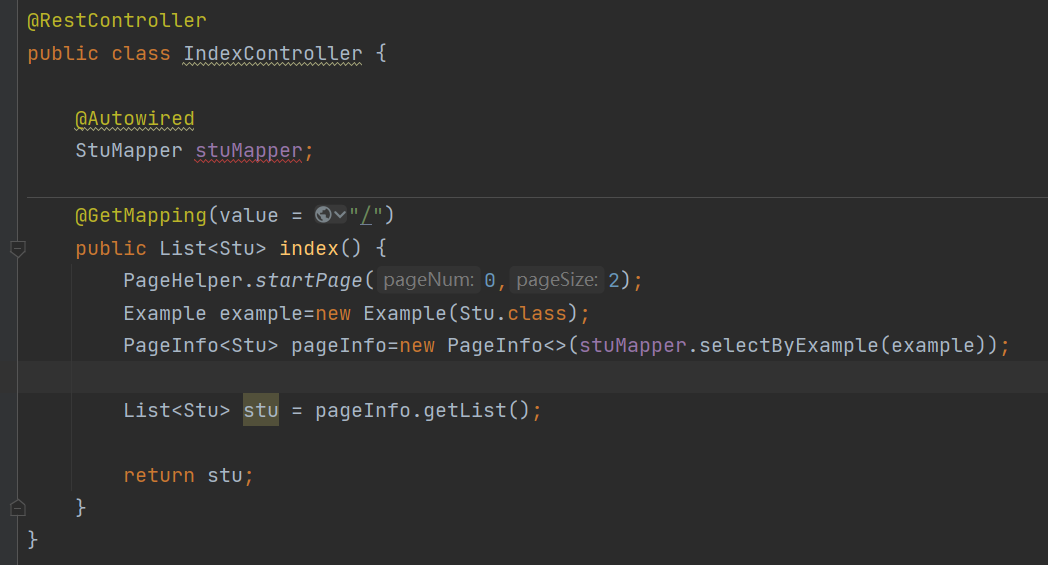 @RestController
public class IndexController {
@Autowired
StuMapper stuMapper;
@GetMapping(value = "/")
public List<Stu> index() {
PageHelper.startPage( pageNum: 0, pageSize: 2);
Example example=new Example(Stu.class);
PageInfo<Stu> pageInfo=new PageInfo<>(stuMapper.selectByExample(example));
List<Stu> stu = pageInfo.getList();
return stu;
}
}